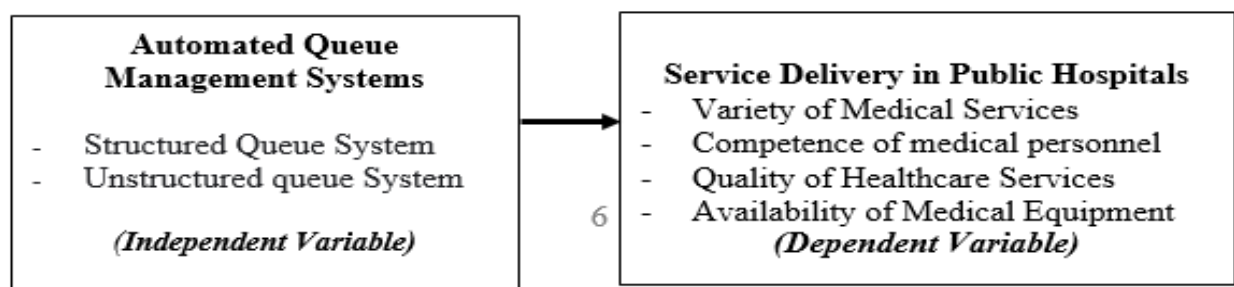 Automated Queue
Management Systems
- Structured Queue System
- Unstructured queue System
(Independent Variable)
Service Delivery in Public Hospitals
- Variety of Medical Services
- Competence of medical personnel
- Quality of Healthcare Services
- Availability of Medical Equipment
(Dependent Variable)
6